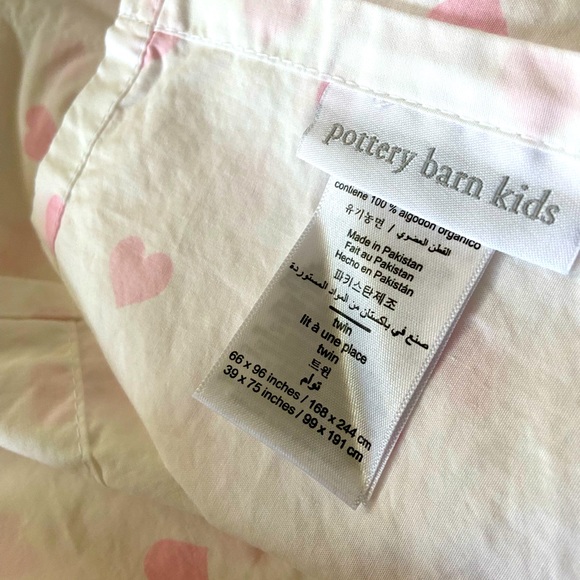 pottery barn kids
contiene 100 % algodón orgánico
유기농면 / القطن العضوي
Made in Pakistan
Fait au Pakistan
Hecho en Pakistán
파키스탄제조
صنع في باكستان من المواد المستوردة
twin
lit à une place
twin
트윈
توأم
66 x 96 inches / 168 x 244 cm
39 x 75 inches / 99 x 191 cm